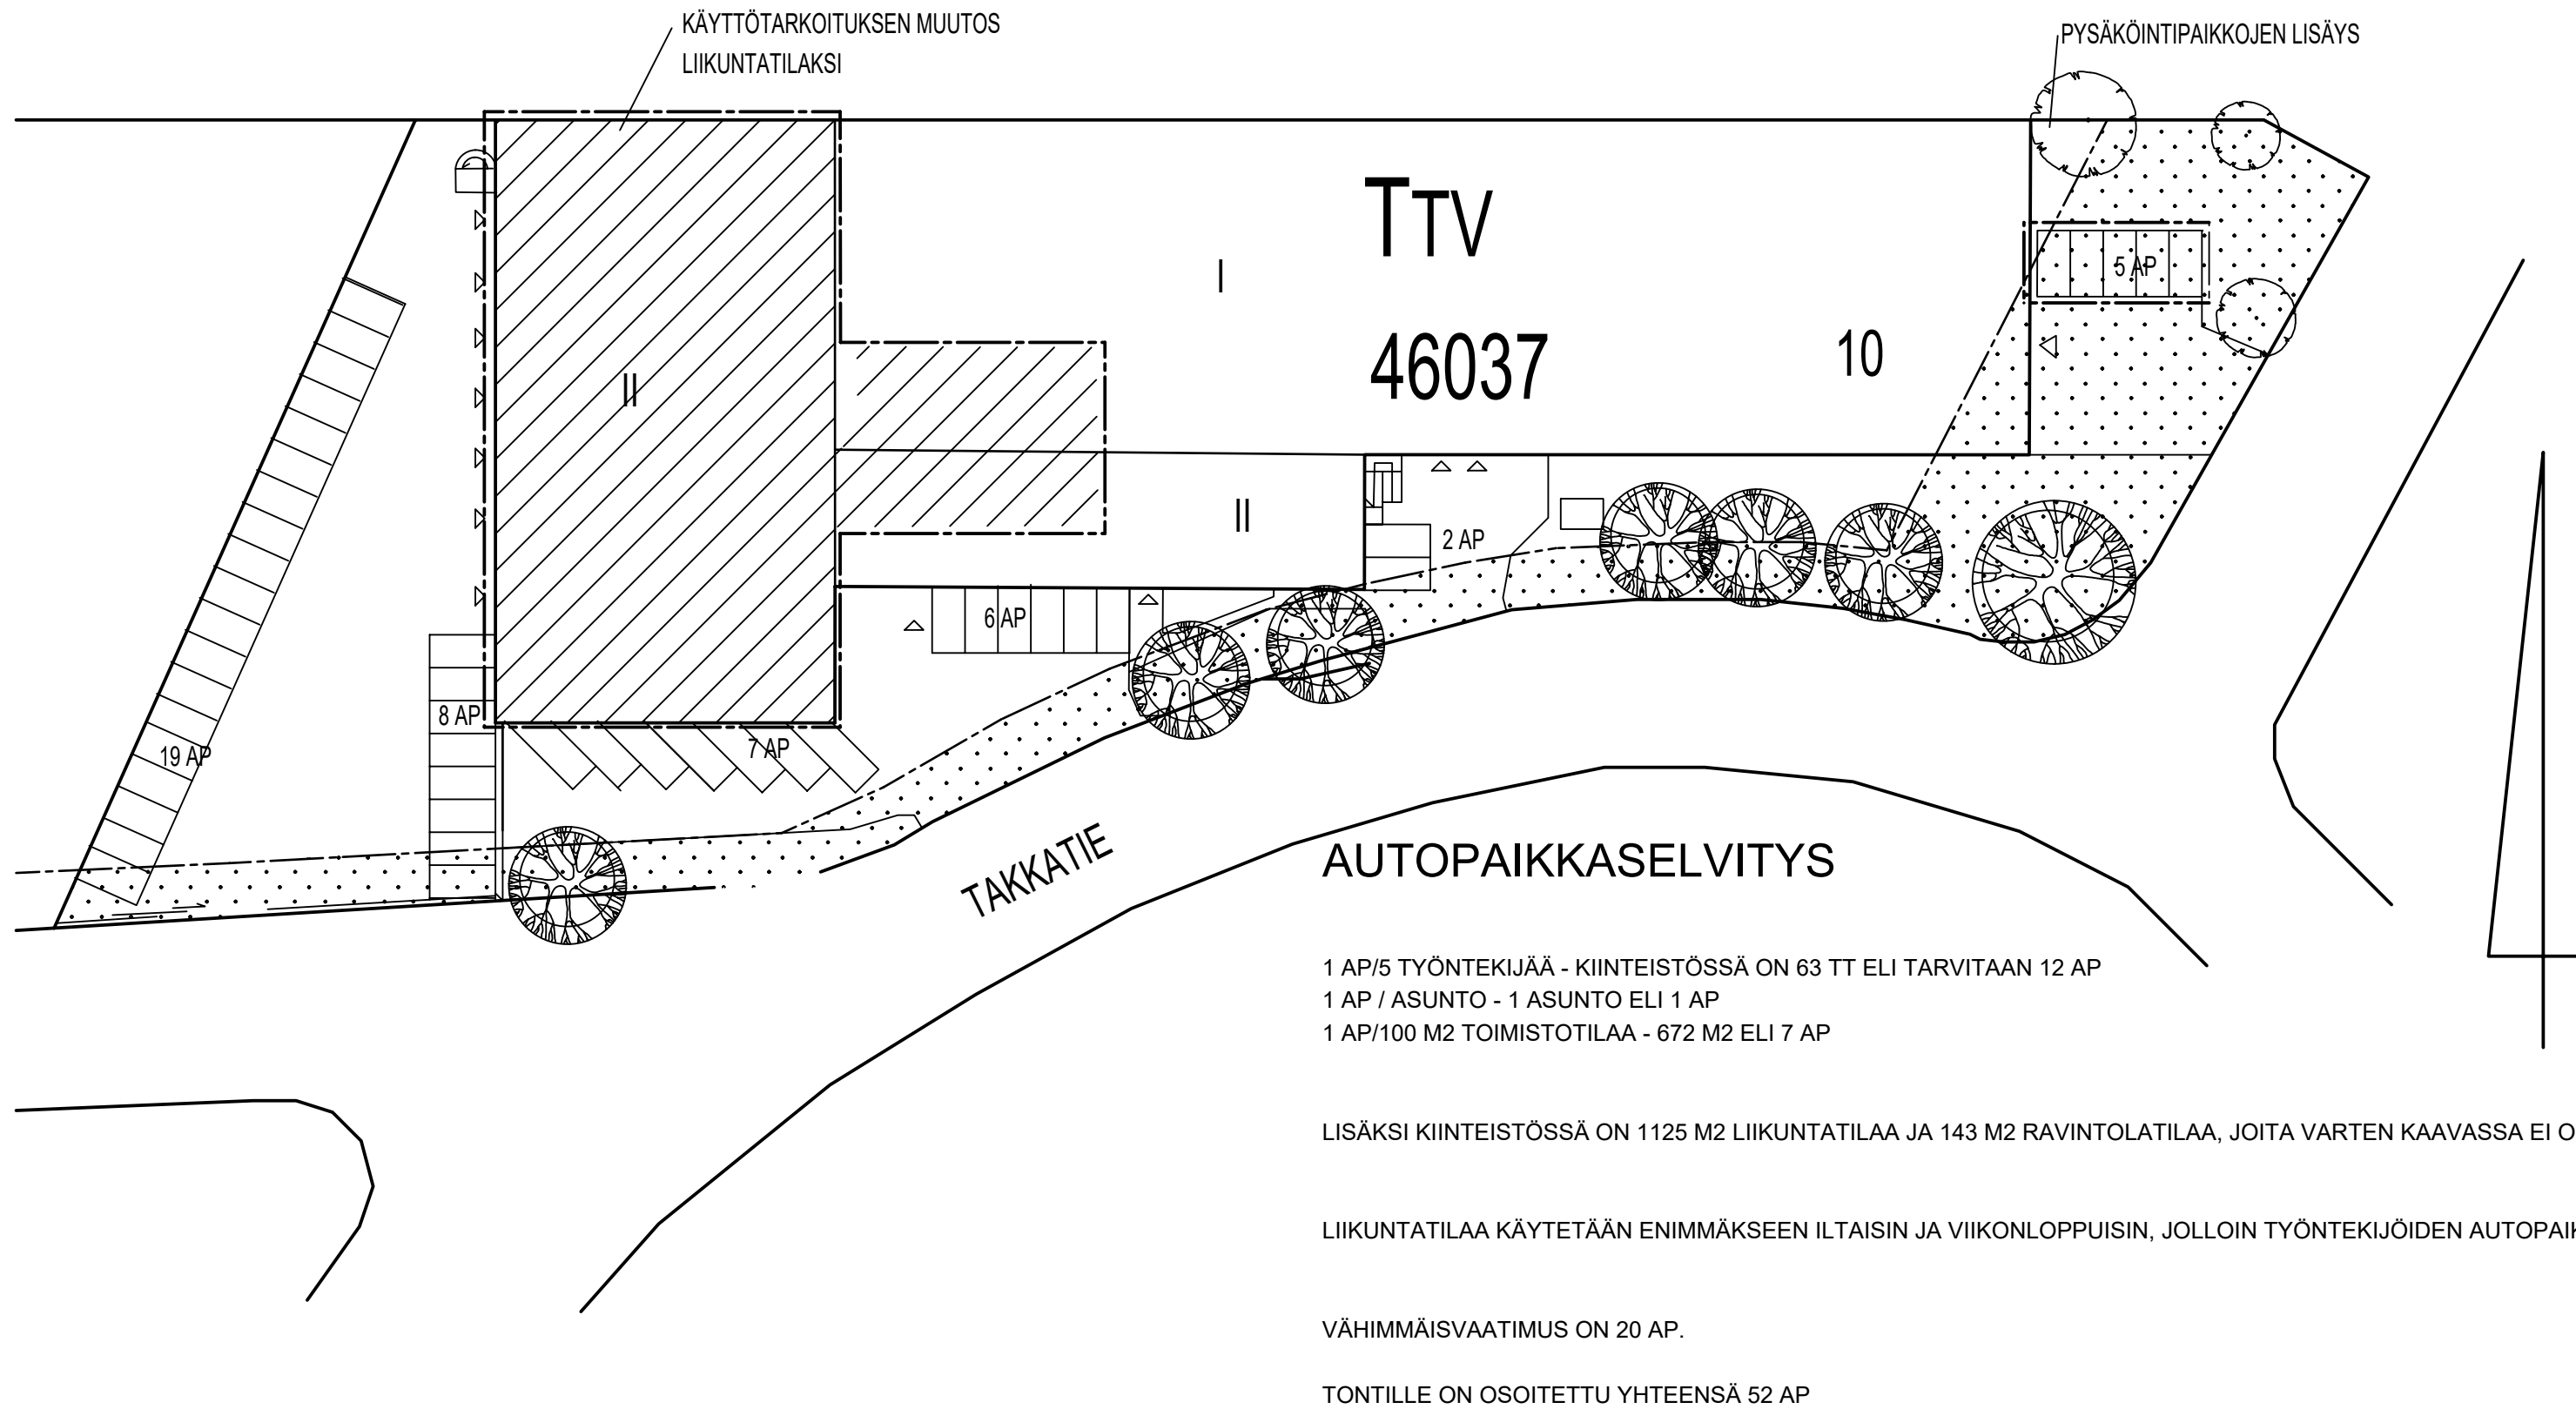 KÄYTTÖTARKOITUKSEN MUUTOS
LIIKUNTATILAKSI
PYSÄKÖINTIPAIKKOJEN LISÄYS
TTV
I
5 AP
46037
10
II
II
2 AP
6 AP
8 AP
7 AP
19 AP
TAKKATIE
AUTOPAIKKASELVITYS
1 AP/5 TYÖNTEKIJÄÄ - KIINTEISTÖSSÄ ON 63 TT ELI TARVITAAN 12 AP
1 AP / ASUNTO - 1 ASUNTO ELI 1 AP
1 AP/100 M2 TOIMISTOTILAA - 672 M2 ELI 7 AP
LISÄKSI KIINTEISTÖSSÄ ON 1125 M2 LIIKUNTATILAA JA 143 M2 RAVINTOLATILAA, JOITA VARTEN KAAVASSA EI O
LIIKUNTATILAA KÄYTETÄÄN ENIMMÄKSEEN ILTAISIN JA VIIKONLOPPUISIN, JOLLOIN TYÖNTEKIJÖIDEN AUTOPAIK
VÄHIMMÄISVAATIMUS ON 20 AP.
TONTILLE ON OSOITETTU YHTEENSÄ 52 AP